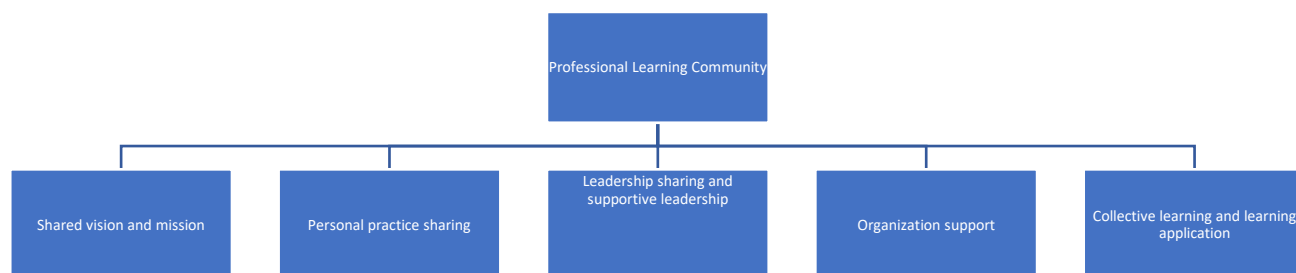 Professional Learning Community
Shared vision and mission
Personal practice sharing
Leadership sharing and
supportive leadership
Organization support
Collective learning and learning
application